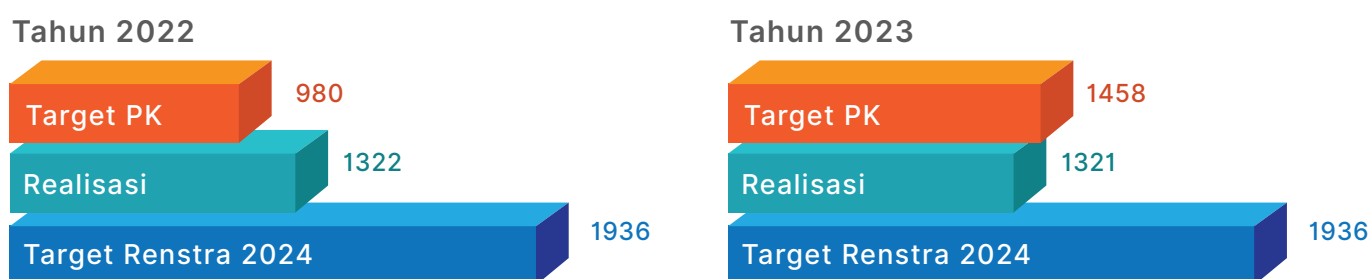 Tahun 2022
Target PK 980
Realisasi 1322
Target Renstra 2024 1936
Tahun 2023
Target PK 1458
Realisasi 1321
Target Renstra 2024 1936